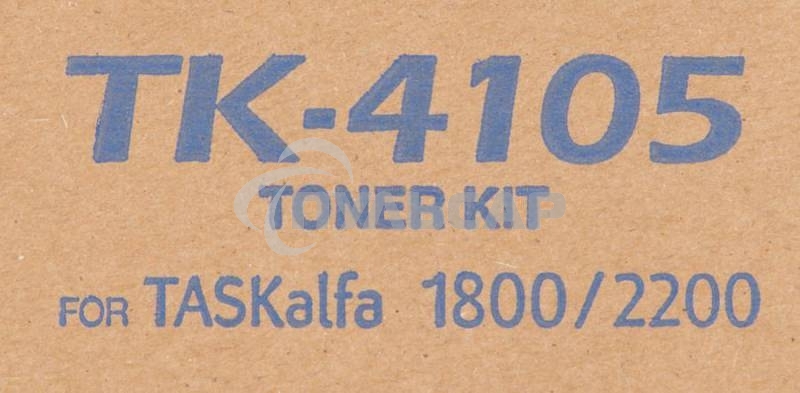 TK-4105
TONER KIT
FOR TASKalfa 1800/2200